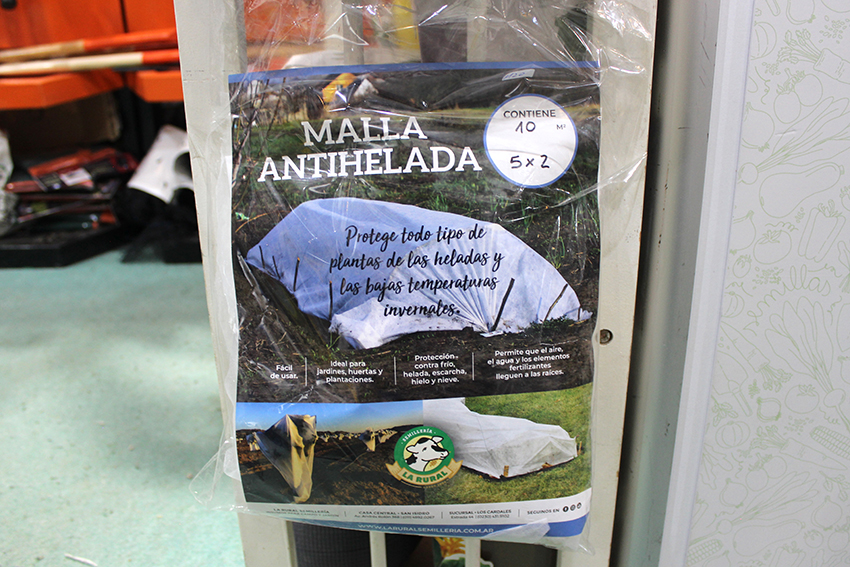 MALLA
ANTIHELADA
CONTIENE
10 M²
5 x 2
Protege todo tipo de
plantas de las heladas y
las bajas temperaturas
invernales.
Fácil
de usar.
Ideal para
jardines, huertas y
plantaciones.
Protección
contra frío,
helada, escarcha,
hielo y nieve.
Permite que el aire,
el agua y los elementos
fertilizantes
lleguen a las raíces.
SEMILLERÍA
LA RURAL
LA RURAL SEMILLERÍA
CASA CENTRAL - SAN ISIDRO
SUCURSAL - LOS CARDALES
SEGUINOS EN
WWW.LARURALSEMILLERIA.COM.AR